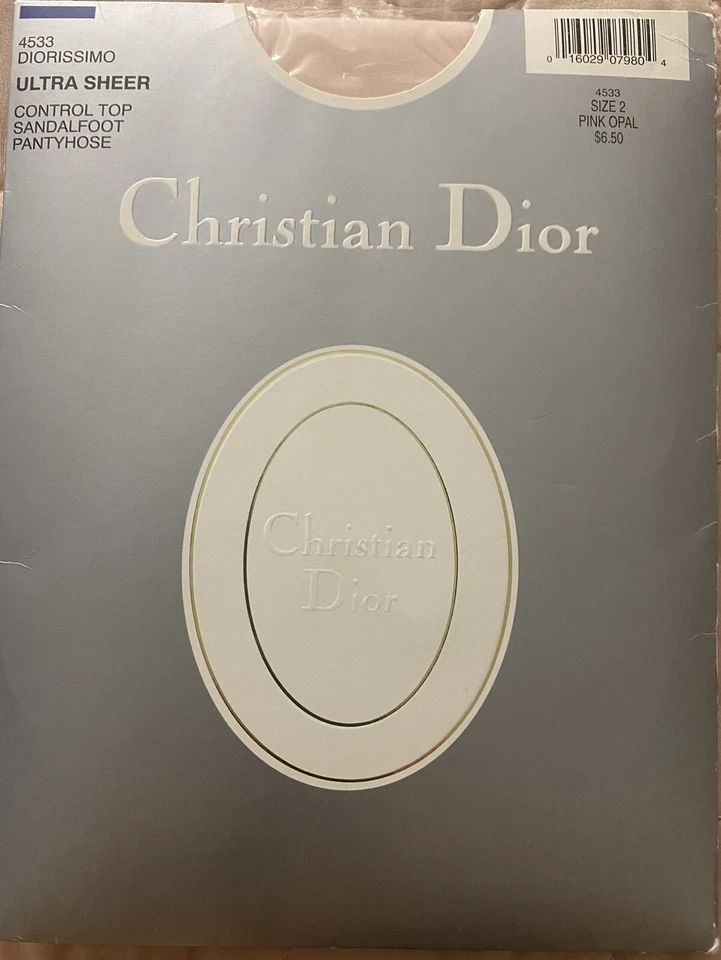 4533
DIORISSIMO
ULTRA SHEER
CONTROL TOP
SANDALFOOT
PANTYHOSE
0 16029 07980 4
4533
SIZE 2
PINK OPAL
$6.50
Christian Dior
Christian
Dior